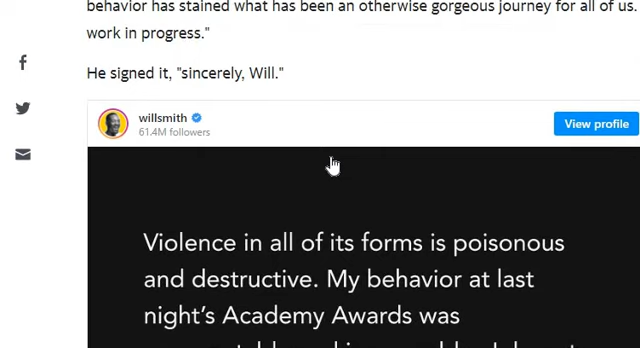 behavior has stained what has been an otherwise gorgeous journey for all of us.
work in progress."
He signed it, "sincerely, Will."
willsmith
61.4M followers
View profile
Violence in all of its forms is poisonous
and destructive. My behavior at last
night's Academy Awards was